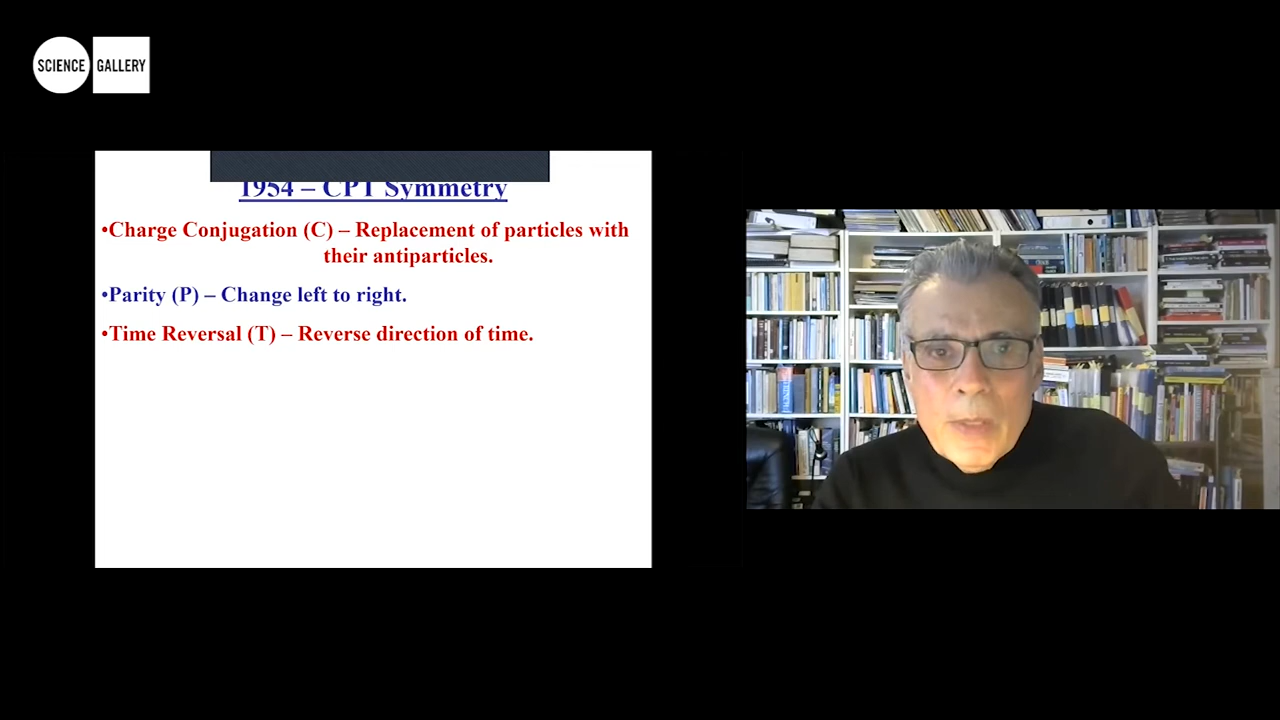 SCIENCE GALLERY
1954 – CPT Symmetry
•Charge Conjugation (C) – Replacement of particles with
their antiparticles.
•Parity (P) – Change left to right.
•Time Reversal (T) – Reverse direction of time.